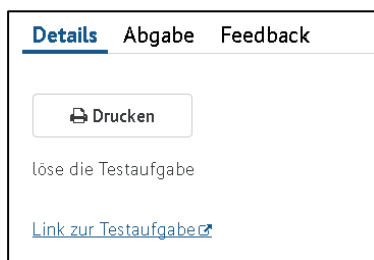 Details Abgabe Feedback
Drucken
löse die Testaufgabe
Link zur Testaufgabe